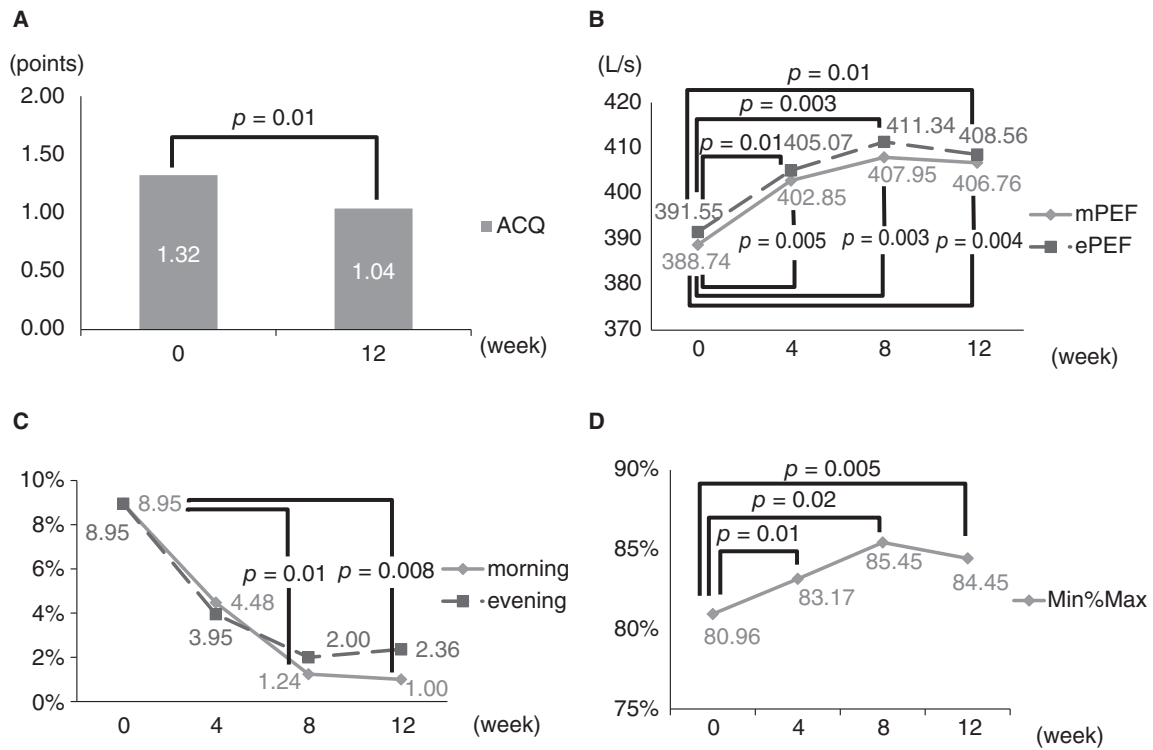 A
(points)
2.00
1.50
1.00
0.50
0.00
p = 0.01
1.32
1.04
ACQ
0
12
(week)
B
(L/s)
420
410
400
390
380
370
p = 0.01
p = 0.003
p = 0.01
405.07
411.34
408.56
391.55
402.85
407.95
406.76
388.74
p = 0.005
p = 0.003
p = 0.004
mPEF
ePEF
0
4
8
12
(week)
C
10%
8%
6%
4%
2%
0%
8.95
8.95
p = 0.01
p = 0.008
4.48
3.95
2.00
2.36
1.24
1.00
morning
evening
0
4
8
12
(week)
D
90%
85%
80%
75%
p = 0.005
p = 0.02
p = 0.01
80.96
83.17
85.45
84.45
Min%Max
0
4
8
12
(week)